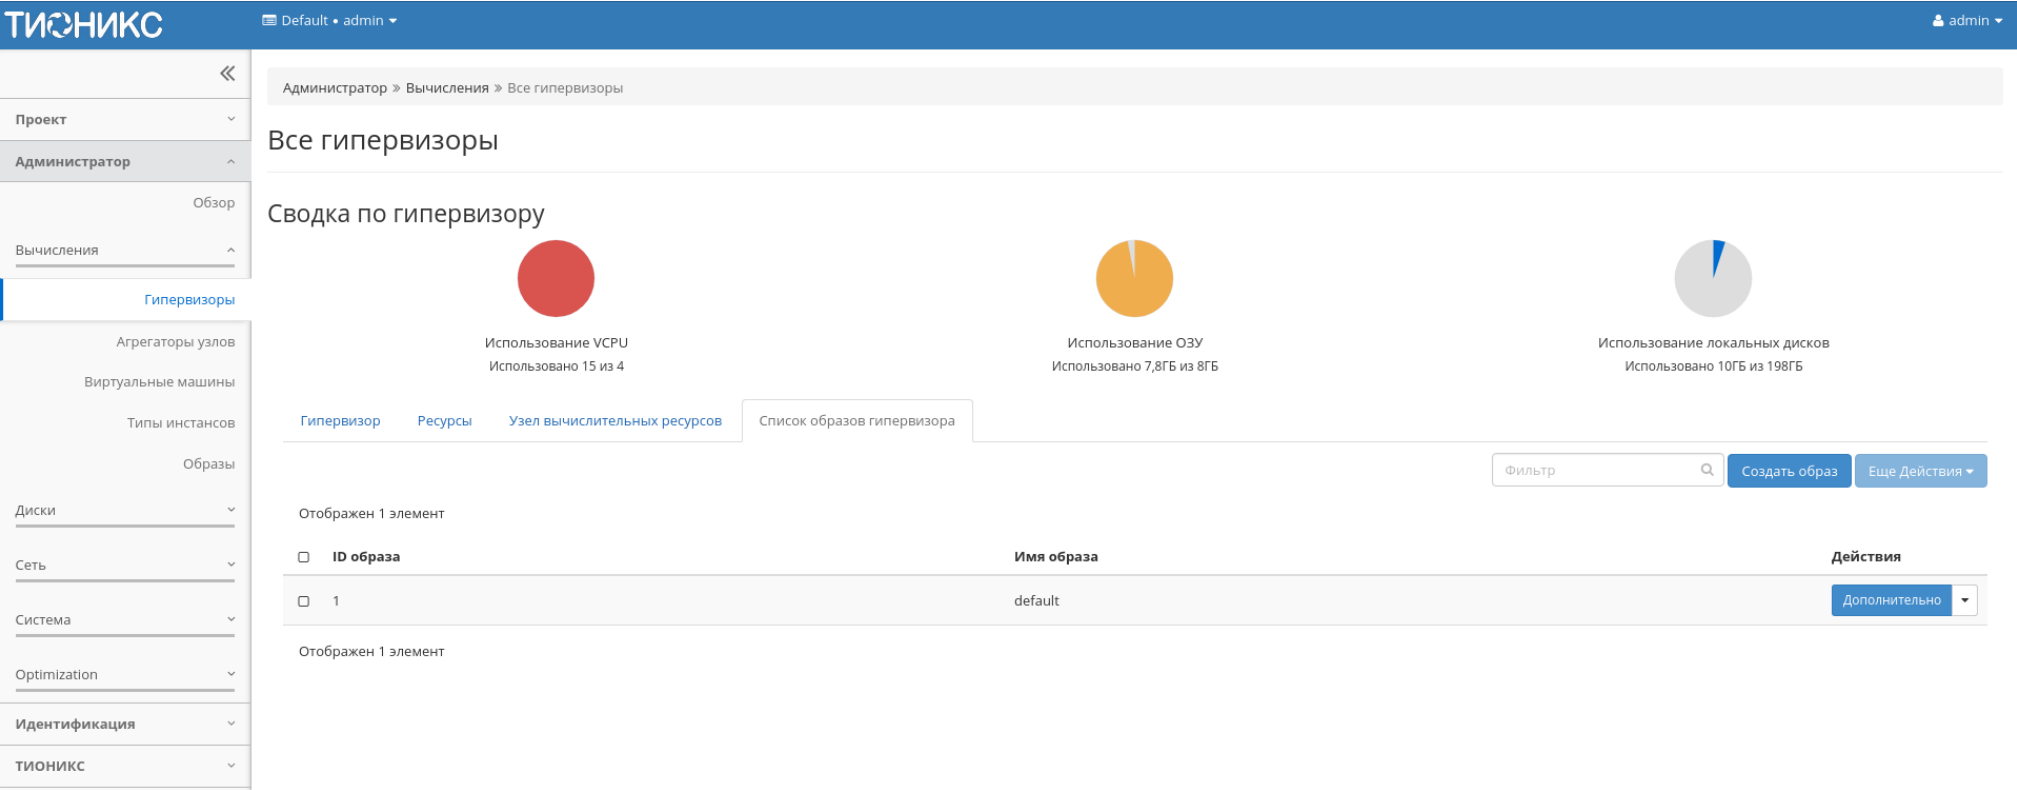 ТИОНИКС
Default • admin
admin
Проект
Администратор
Обзор
Вычисления
Гипервизоры
Агрегаторы узлов
Виртуальные машины
Типы инстансов
Образы
Диски
Сеть
Система
Optimization
Идентификация
ТИОНИКС
Администратор » Вычисления » Все гипервизоры
Все гипервизоры
Сводка по гипервизору
Использование VCPU
Использовано 15 из 4
Использование ОЗУ
Использовано 7,8ГБ из 8ГБ
Использование локальных дисков
Использовано 10ГБ из 198ГБ
Гипервизор Ресурсы Узел вычислительных ресурсов Список образов гипервизора
Фильтр Создать образ Еще Действия
Отображен 1 элемент
ID образа Имя образа Действия
1 default Дополнительно
Отображен 1 элемент